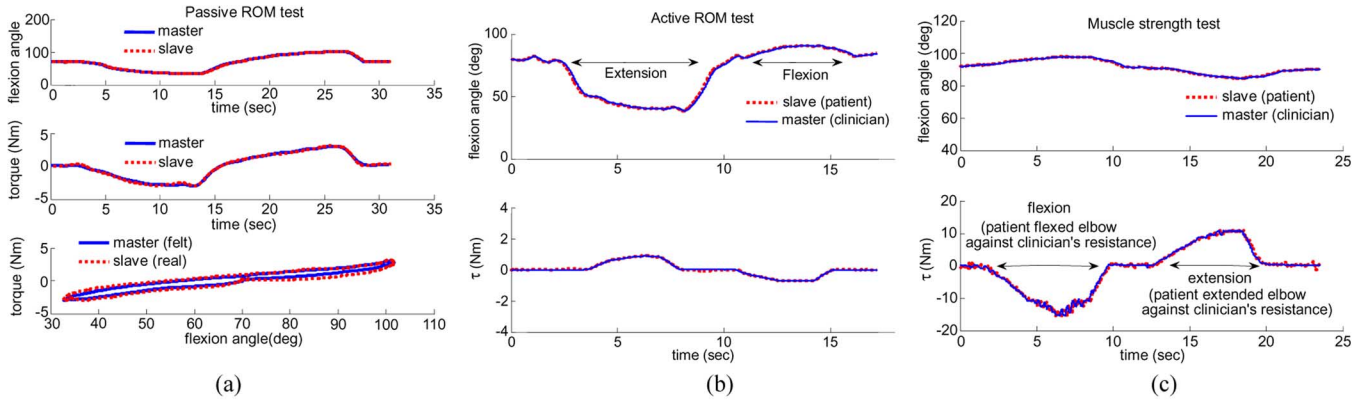 Passive ROM test
flexion angle
200
100
0
master
slave
0 5 10 15 20 25 30 35
time (sec)
torque (Nm)
5
0
-5
master
slave
0 5 10 15 20 25 30 35
time (sec)
torque (Nm)
5
0
-5
master (felt)
slave (real)
30 40 50 60 70 80 90 100 110
flexion angle(deg)
(a)
Active ROM test
flexion angle (deg)
100
50
0
Extension
Flexion
slave (patient)
master (clinician)
0 5 10 15
τ (Nm)
4
2
0
-2
-4
0 5 10 15
time (sec)
(b)
Muscle strength test
flexion angle (deg)
140
120
100
80
60
40
slave (patient)
master (clinician)
0 5 10 15 20 25
τ (Nm)
20
10
0
-10
-20
flexion
(patient flexed elbow
against clinician's resistance)
extension
(patient extended elbow
against clinician's resistance)
0 5 10 15 20 25
time (sec)
(c)